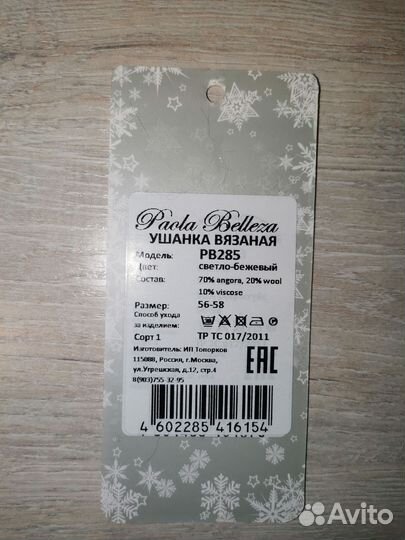 Paola Belleza
УШАНКА ВЯЗАНАЯ
Модель: PB285
Цвет: светло-бежевый
Состав: 70% angora, 20% wool
10% viscose
Размер: 56-58
Способ ухода
за изделием:
Сорт 1 ТР ТС 017/2011
Изготовитель: ИП Топорков
115088, Россия, г.Москва,
ул.Угрешская, д.12, стр.4
8(903)755-32-95
EAC
4 602285 416154
Avito